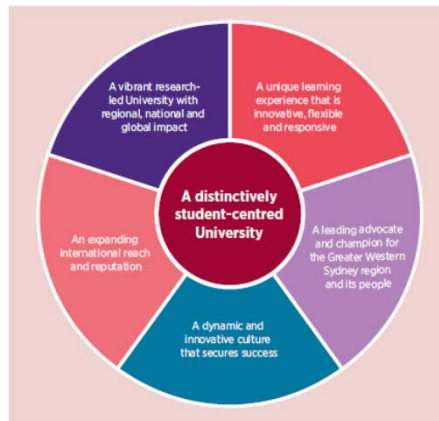 A vibrant research-
led University with
regional, national and
global impact
A unique learning
experience that is
innovative, flexible
and responsive
A distinctively
student-centred
University
An expanding
international reach
and reputation
A leading advocate
and champion for
the Greater Western
Sydney region
and its people
A dynamic and
innovative culture
that secures success